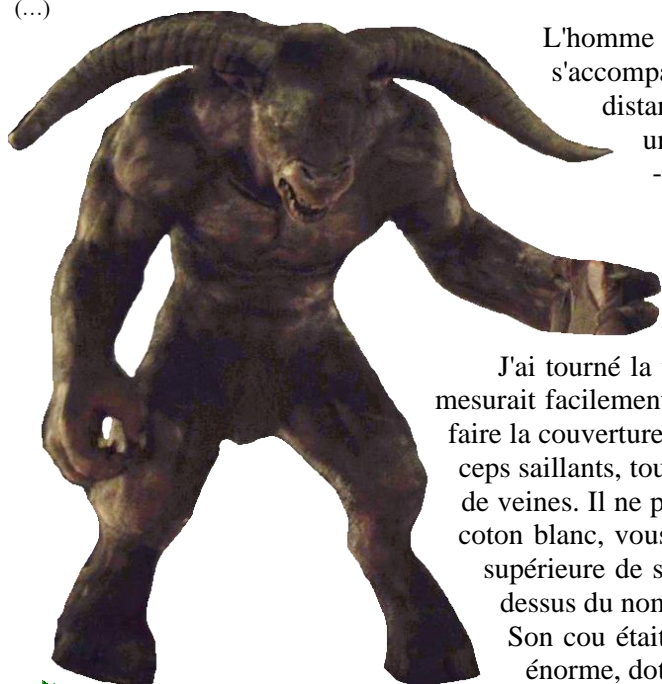 (…)
L'homme
s'accompa
distan
un
-
J'ai tourné la
mesurait facilement
faire la couverture
ceps saillants, tou
de veines. Il ne p
coton blanc, vous
supérieure de s
dessus du nom
Son cou était
énorme, dot